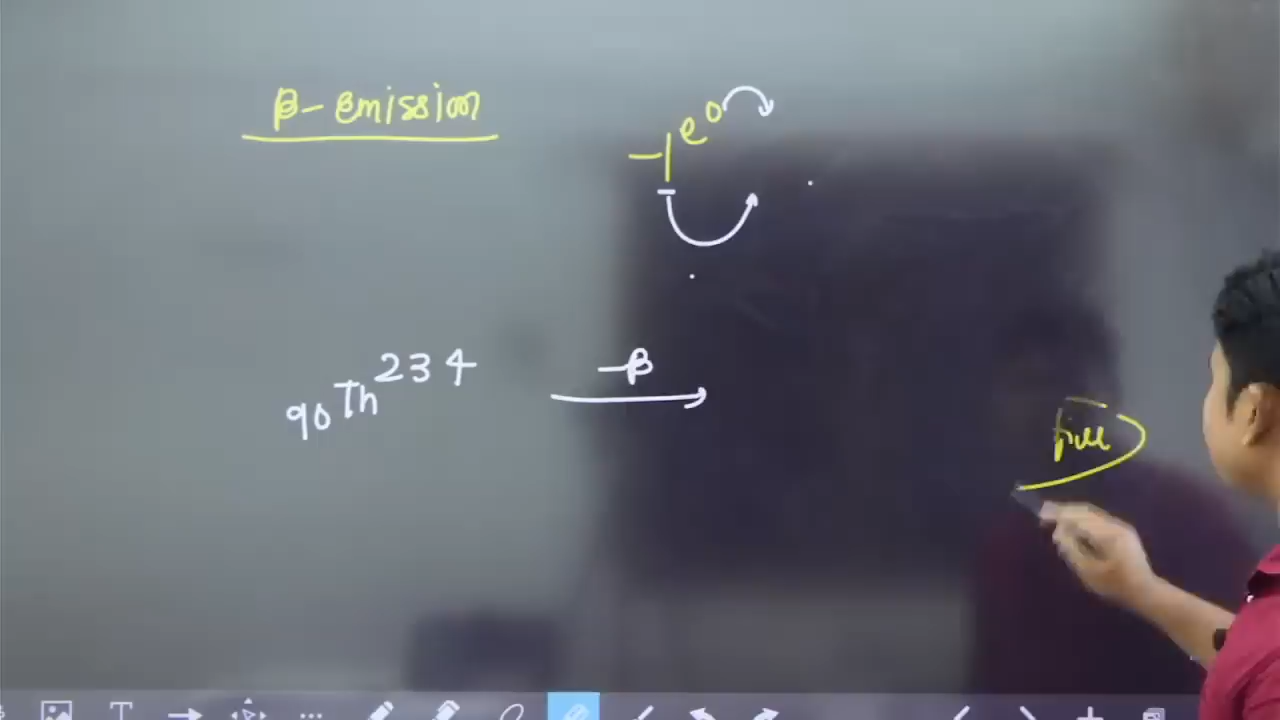 β- Emission
-1e0
90Th234
-β